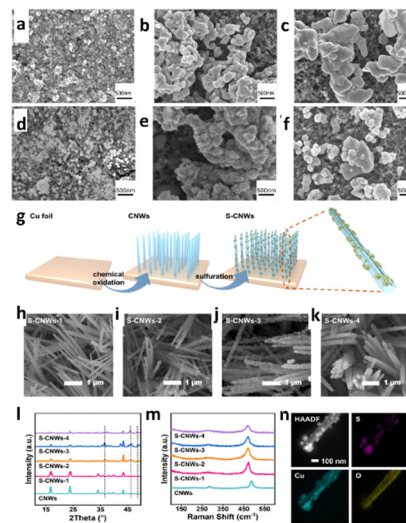 a
b
c
500nm
500nm
500nm
d
e
f
500nm
500nm
500nm
g
Cu foil
CNWs
S-CNWs
chemical
oxidation
sulfuration
h
S-CNWs-1
i
S-CNWs-2
j
S-CNWs-3
k
S-CNWs-4
1 μm
1 μm
1 μm
1 μm
l
Intensity (a.u.)
S-CNWs-4
S-CNWs-3
S-CNWs-2
S-CNWs-1
CNWs
15 25 35 45
2Theta (°)
m
Intensity (a.u.)
S-CNWs-4
S-CNWs-3
S-CNWs-2
S-CNWs-1
CNWs
150 300 450 600
Raman Shift (cm⁻¹)
n
HAADF
S
100 nm
Cu
O